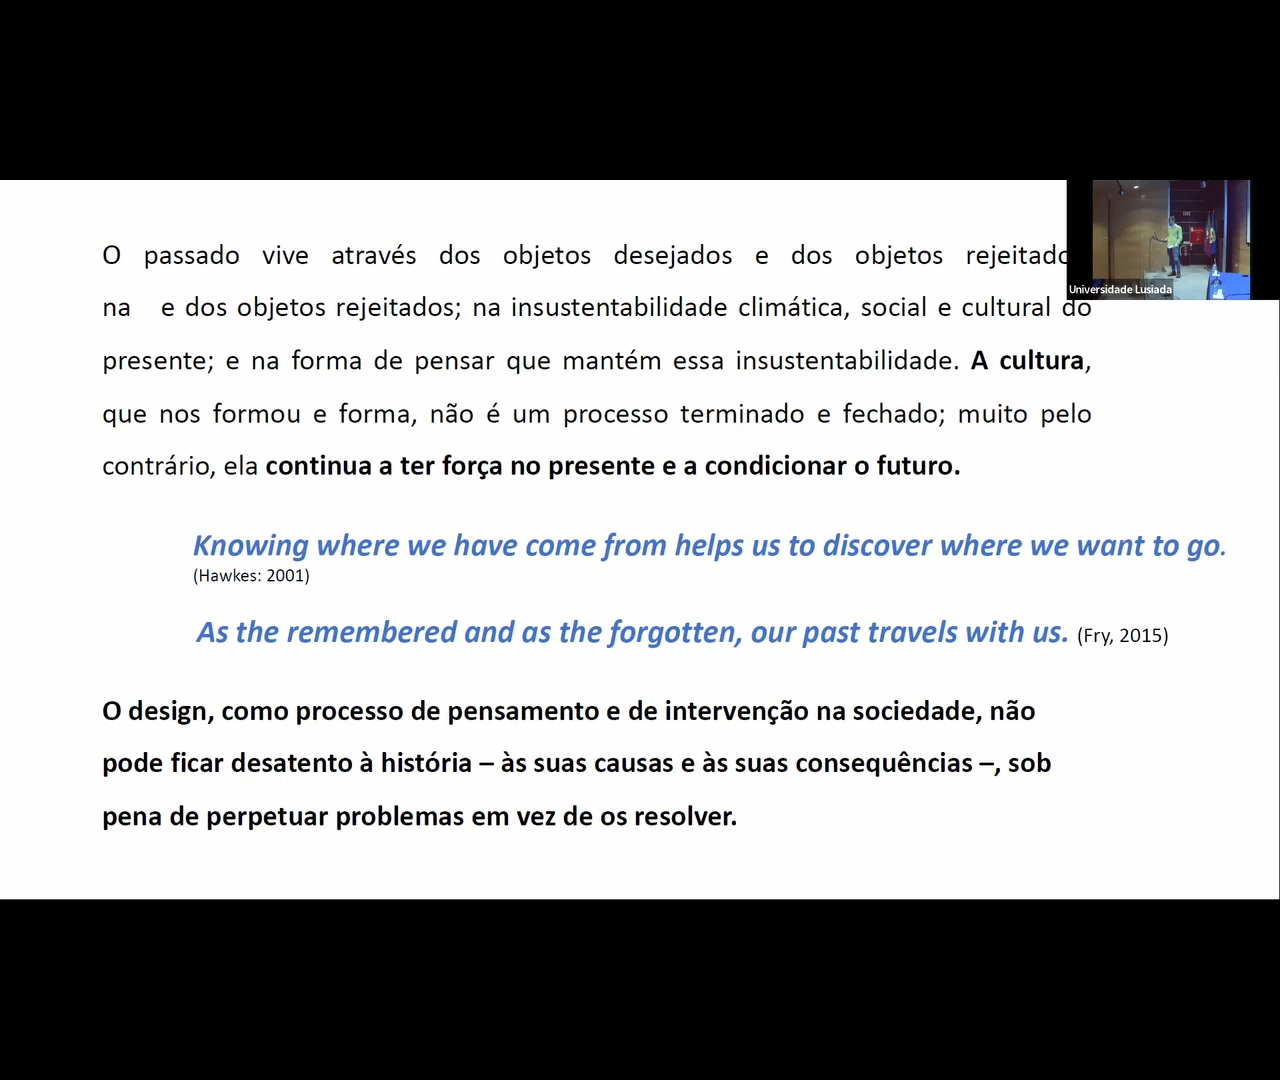 O passado vive através dos objetos desejados e dos objetos
na e dos objetos rejeitados; na insustentabilidade climática, social e cultural do
presente; e na forma de pensar que mantém essa insustentabilidade. A cultura,
que nos formou e forma, não é um processo terminado e fechado; muito pelo
contrário, ela continua a ter força no presente e a condicionar o futuro.
Knowing where we have come from helps us to discover where we want to go.
(Hawkes: 2001)
As the remembered and as the forgotten, our past travels with us. (Fry, 2015)
O design, como processo de pensamento e de intervenção na sociedade, não
pode ficar desatento à história – às suas causas e às suas consequências –, sob
pena de perpetuar problemas em vez de os resolver.
Universidade Lusiada